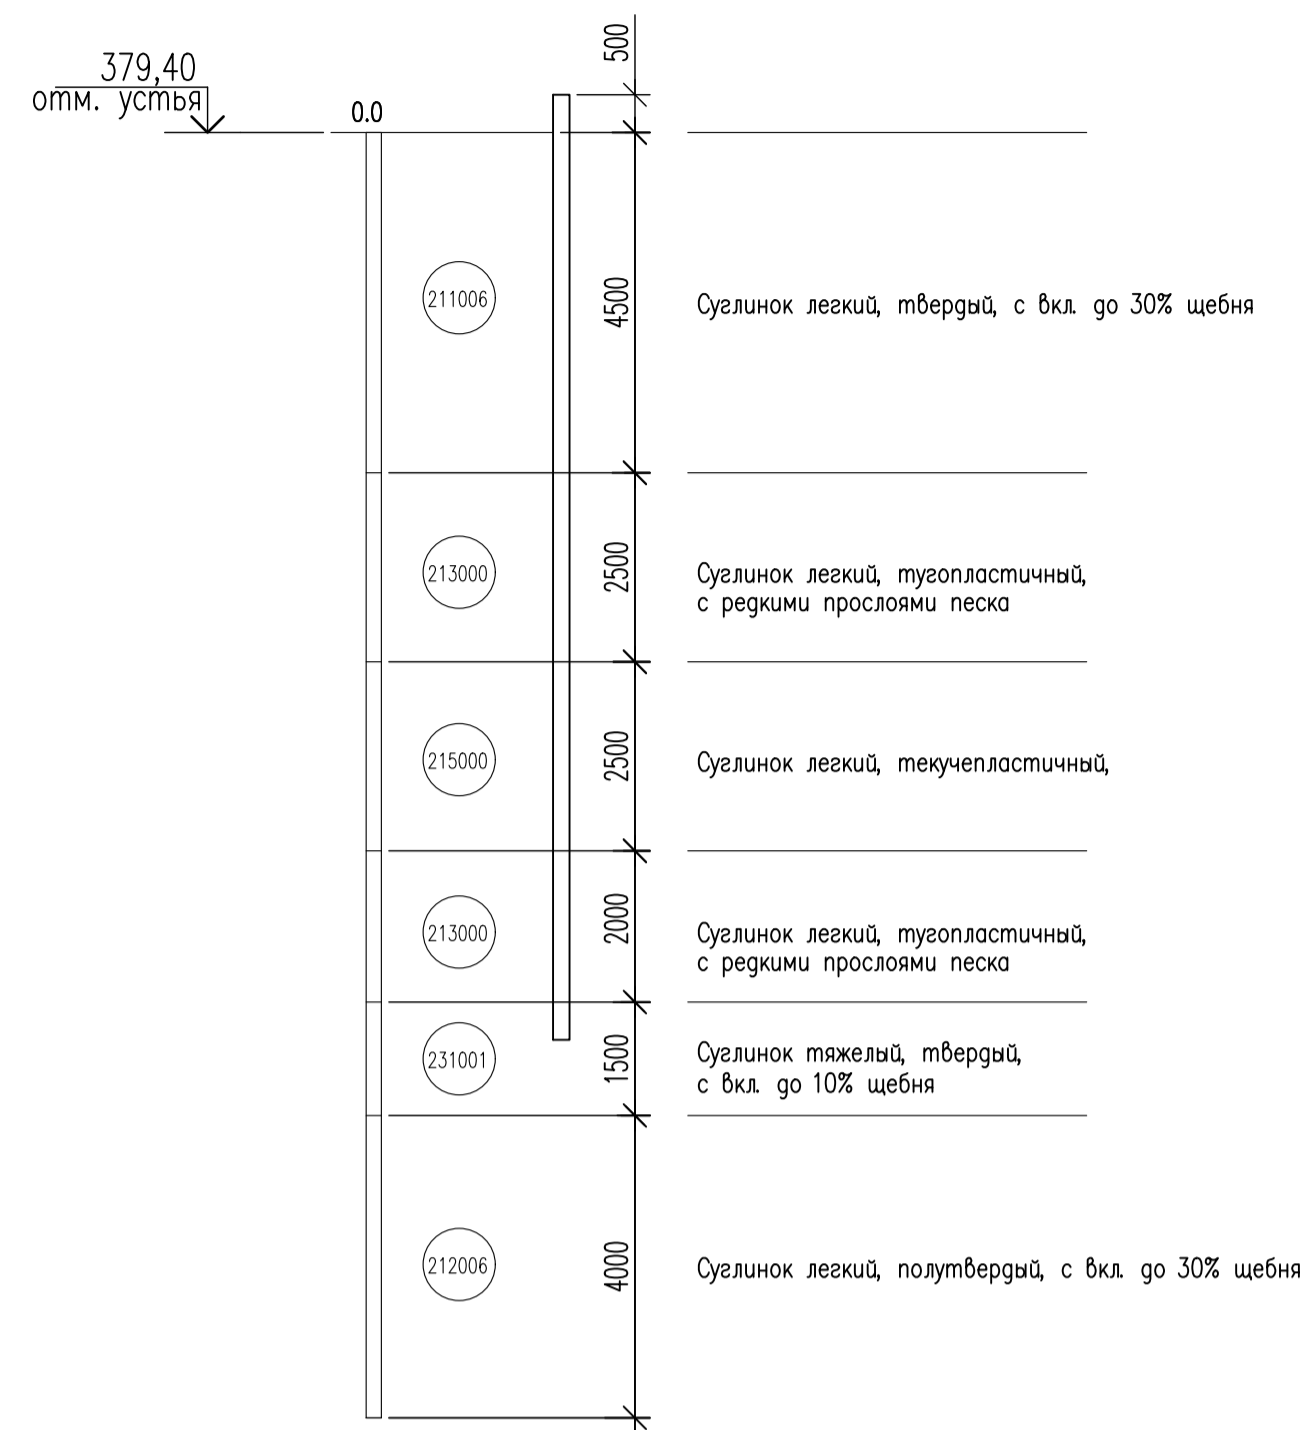 500
379,40
отм. устья
0.0
211006
4500
Суглинок легкий, твердый, с вкл. до 30% щебня
213000
2500
Суглинок легкий, тугопластичный,
с редкими прослоями песка
215000
2500
Суглинок легкий, текучепластичный,
213000
2000
Суглинок легкий, тугопластичный,
с редкими прослоями песка
231001
1500
Суглинок тяжелый, твердый,
с вкл. до 10% щебня
212006
4000
Суглинок легкий, полутвердый, с вкл. до 30% щебня